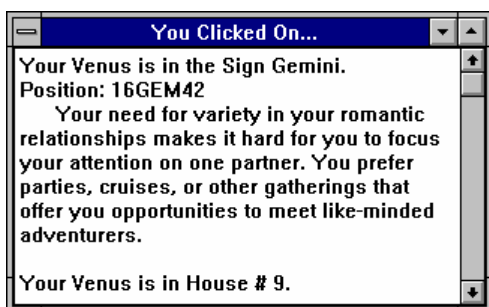 You Clicked On...
Your Venus is in the Sign Gemini.
Position: 16GEM42
Your need for variety in your romantic
relationships makes it hard for you to focus
your attention on one partner. You prefer
parties, cruises, or other gatherings that
offer you opportunities to meet like-minded
adventurers.
Your Venus is in House # 9.